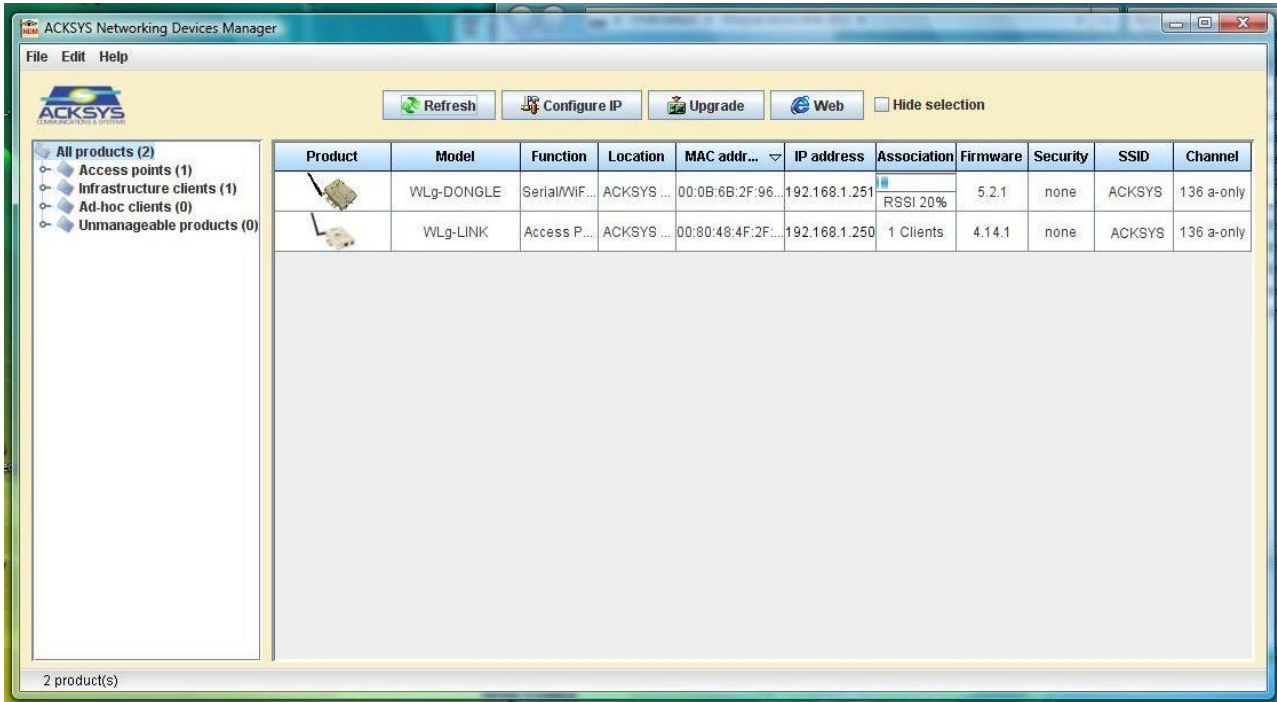 ACKSYS Networking Devices Manager
File Edit Help
ACKSYS
COMMUNICATIONS & SYSTEMS
Refresh Configure IP Upgrade Web Hide selection
All products (2)
Access points (1)
Infrastructure clients (1)
Ad-hoc clients (0)
Unmanageable products (0)
Product Model Function Location MAC addr... IP address Association Firmware Security SSID Channel
WLg-DONGLE Serial/WiF... ACKSYS ... 00:0B:6B:2F:96... 192.168.1.251 RSSI 20% 5.2.1 none ACKSYS 136 a-only
WLg-LINK Access P... ACKSYS ... 00:80:48:4F:2F:... 192.168.1.250 1 Clients 4.14.1 none ACKSYS 136 a-only
2 product(s)